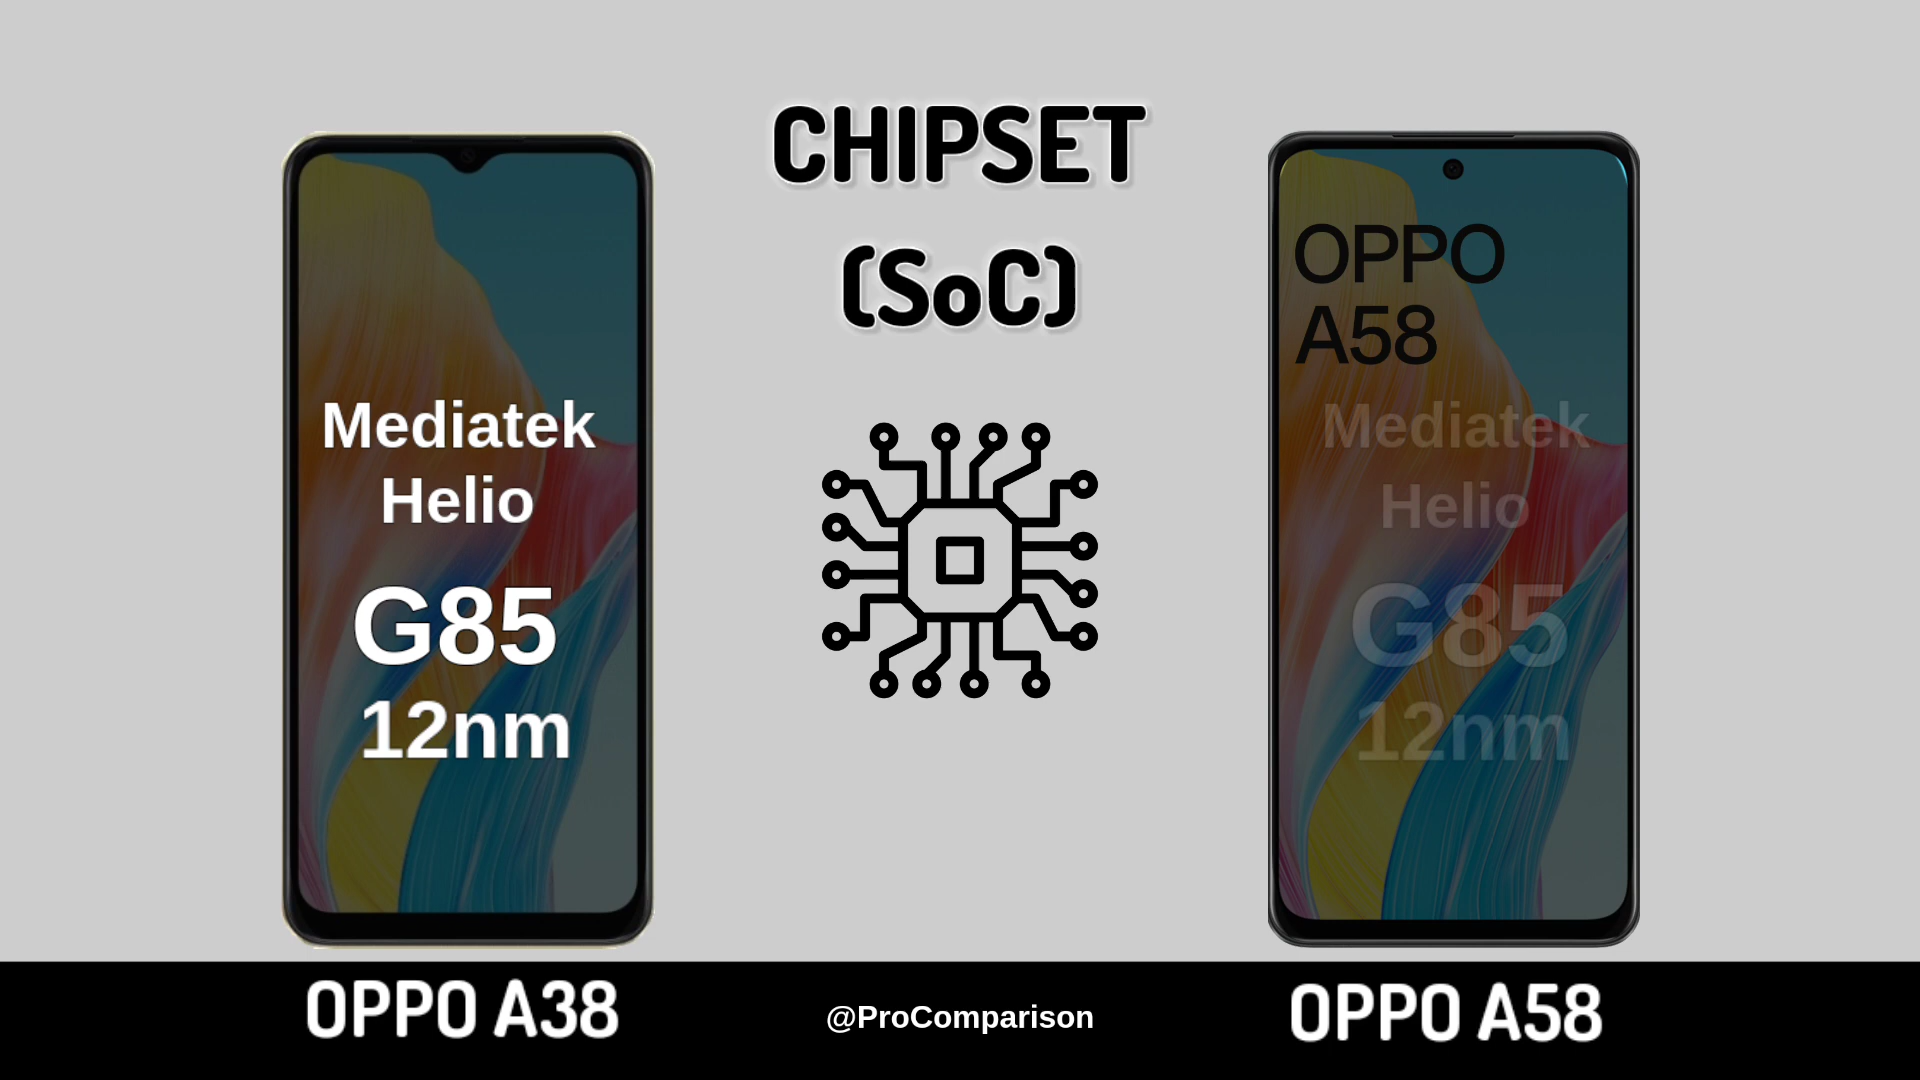 CHIPSET
(SoC)
Mediatek
Helio
G85
12nm
OPPO
A58
Mediatek
Helio
G85
12nm
OPPO A38
@ProComparison
OPPO A58